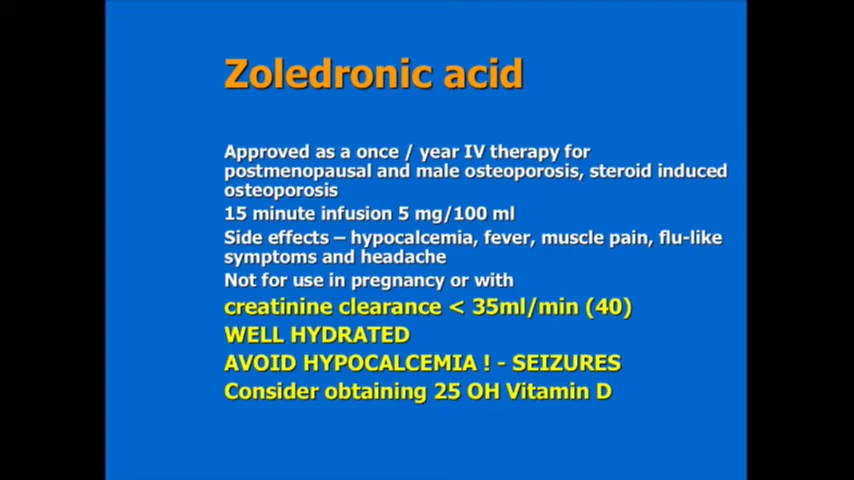 Zoledronic acid
Approved as a once / year IV therapy for
postmenopausal and male osteoporosis, steroid induced
osteoporosis
15 minute infusion 5 mg/100 ml
Side effects – hypocalcemia, fever, muscle pain, flu-like
symptoms and headache
Not for use in pregnancy or with
creatinine clearance < 35ml/min (40)
WELL HYDRATED
AVOID HYPOCALCEMIA ! - SEIZURES
Consider obtaining 25 OH Vitamin D